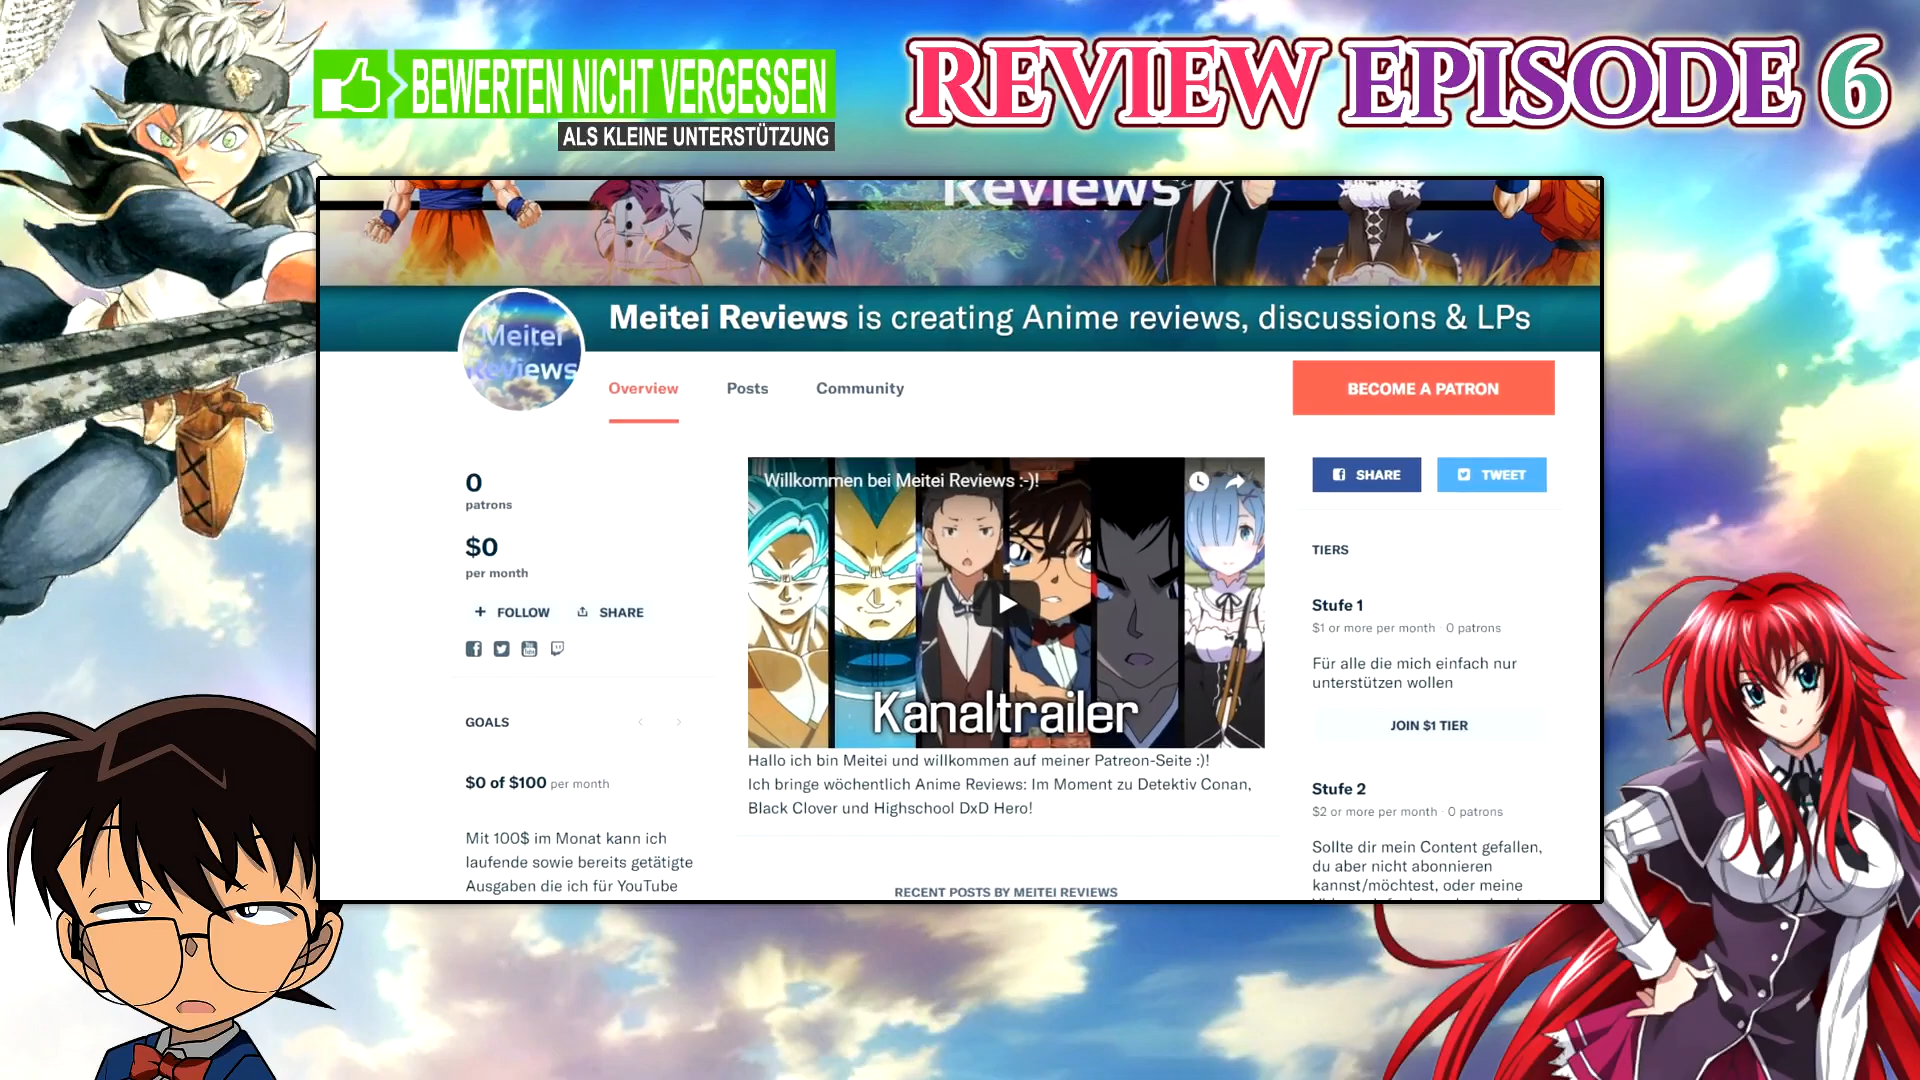 BEWERTEN NICHT VERGESSEN
ALS KLEINE UNTERSTÜTZUNG
REVIEW EPISODE 6
Reviews
Meitei Reviews is creating Anime reviews, discussions & LPs
Meitei
Reviews
Overview
Posts
Community
BECOME A PATRON
0
patrons
$0
per month
+ FOLLOW
SHARE
GOALS
$0 of $100 per month
Mit 100$ im Monat kann ich
laufende sowie bereits getätigte
Ausgaben die ich für YouTube
Willkommen bei Meitei Reviews :-)!
Kanaltrailer
Hallo ich bin Meitei und willkommen auf meiner Patreon-Seite :)!
Ich bringe wöchentlich Anime Reviews: Im Moment zu Detektiv Conan,
Black Clover und Highschool DxD Hero!
RECENT POSTS BY MEITEI REVIEWS
SHARE
TWEET
TIERS
Stufe 1
$1 or more per month · 0 patrons
Für alle die mich einfach nur
unterstützen wollen
JOIN $1 TIER
Stufe 2
$2 or more per month · 0 patrons
Sollte dir mein Content gefallen,
du aber nicht abonnieren
kannst/möchtest, oder meine